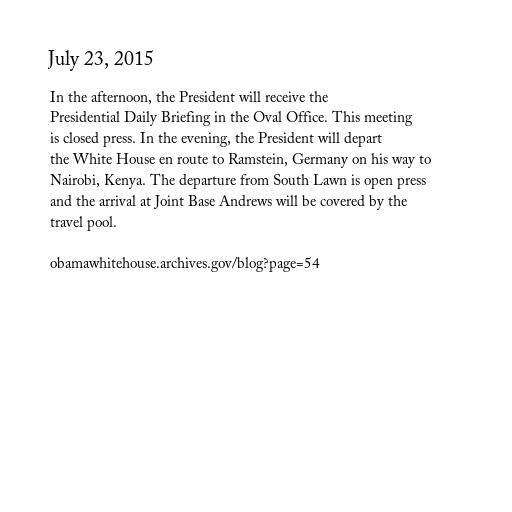 July 23, 2015
In the afternoon, the President will receive the
Presidential Daily Briefing in the Oval Office. This meeting
is closed press. In the evening, the President will depart
the White House en route to Ramstein, Germany on his way to
Nairobi, Kenya. The departure from South Lawn is open press
and the arrival at Joint Base Andrews will be covered by the
travel pool.
obamawhitehouse.archives.gov/blog?page=54